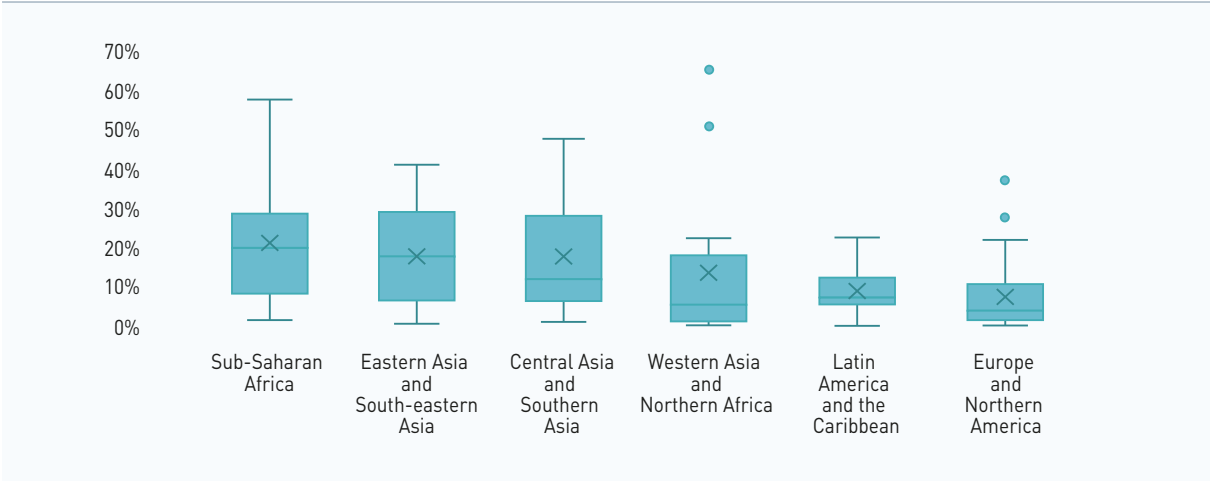 70%
60%
50%
40%
30%
20%
10%
0%
Sub-Saharan
Africa
Eastern Asia
and
South-eastern
Asia
Central Asia
and
Southern
Asia
Western Asia
and
Northern Africa
Latin
America
and the
Caribbean
Europe
and
Northern
America